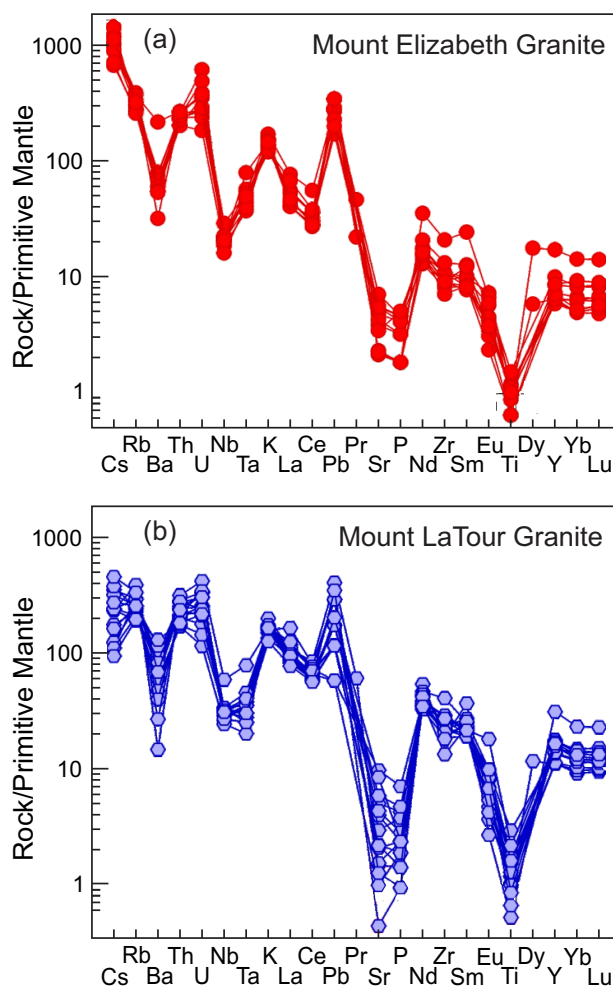 (a) Mount Elizabeth Granite
1000
100
10
1
Rock/Primitive Mantle
Rb Th Nb K Ce Pr P Zr Eu Dy Yb
Cs Ba U Ta La Pb Sr Nd Sm Ti Y Lu
(b) Mount LaTour Granite
1000
100
10
1
Rock/Primitive Mantle
Rb Th Nb K Ce Pr P Zr Eu Dy Yb
Cs Ba U Ta La Pb Sr Nd Sm Ti Y Lu